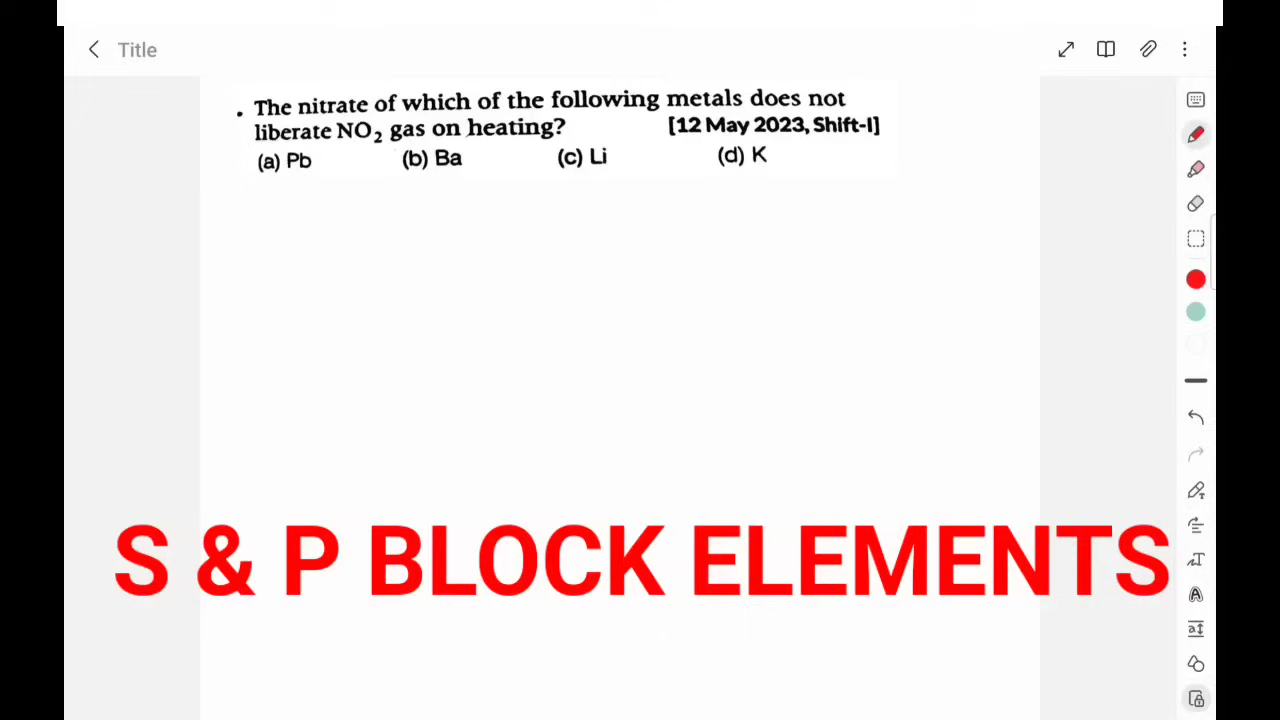 Title
. The nitrate of which of the following metals does not
liberate NO₂ gas on heating? [12 May 2023, Shift-I]
(a) Pb (b) Ba (c) Li (d) K
S & P BLOCK ELEMENTS